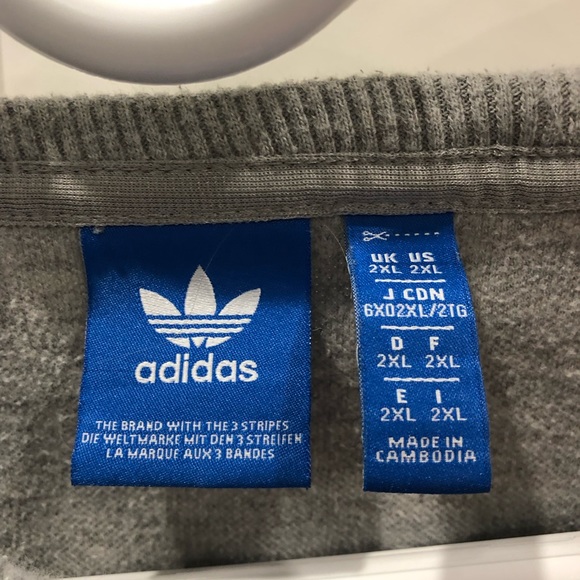 adidas
THE BRAND WITH THE 3 STRIPES
DIE WELTMARKE MIT DEN 3 STREIFEN
LA MARQUE AUX 3 BANDES
UK US
2XL 2XL
J CDN
6XO2XL/2TG
D F
2XL 2XL
E I
2XL 2XL
MADE IN
CAMBODIA